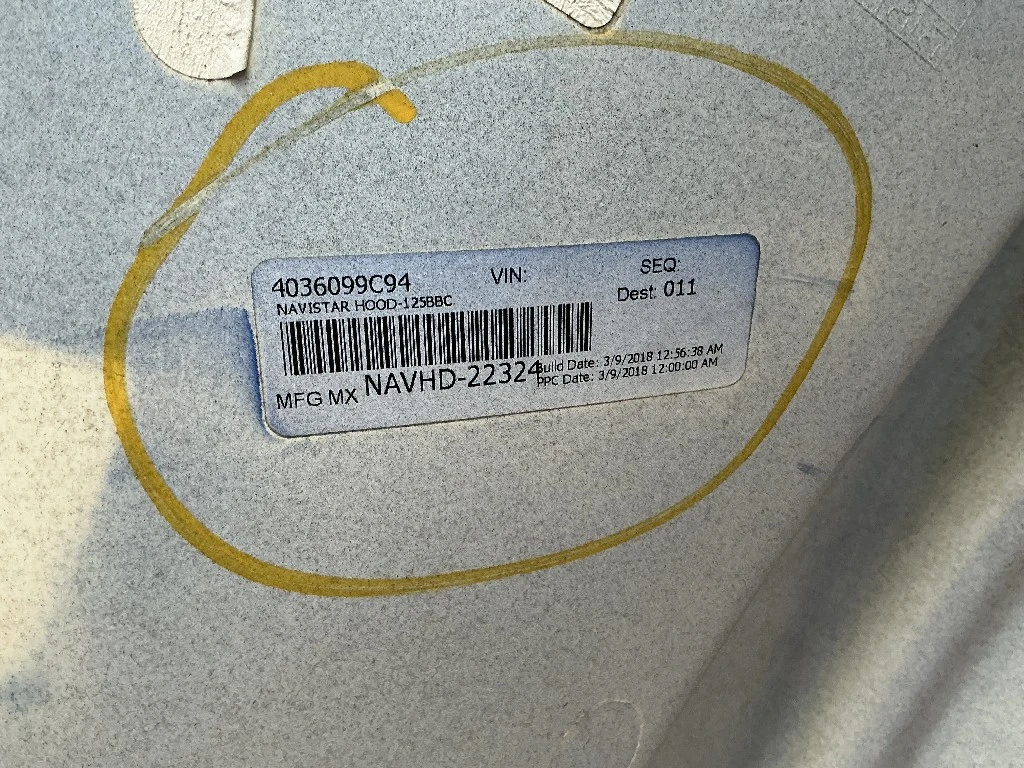 4036099C94 VIN: SEQ:
NAVISTAR HOOD-125BBC Dest: 011
MFG MX NAVHD-22324 Build Date: 3/9/2018 12:56:38 AM
PPC Date: 3/9/2018 12:00:00 AM